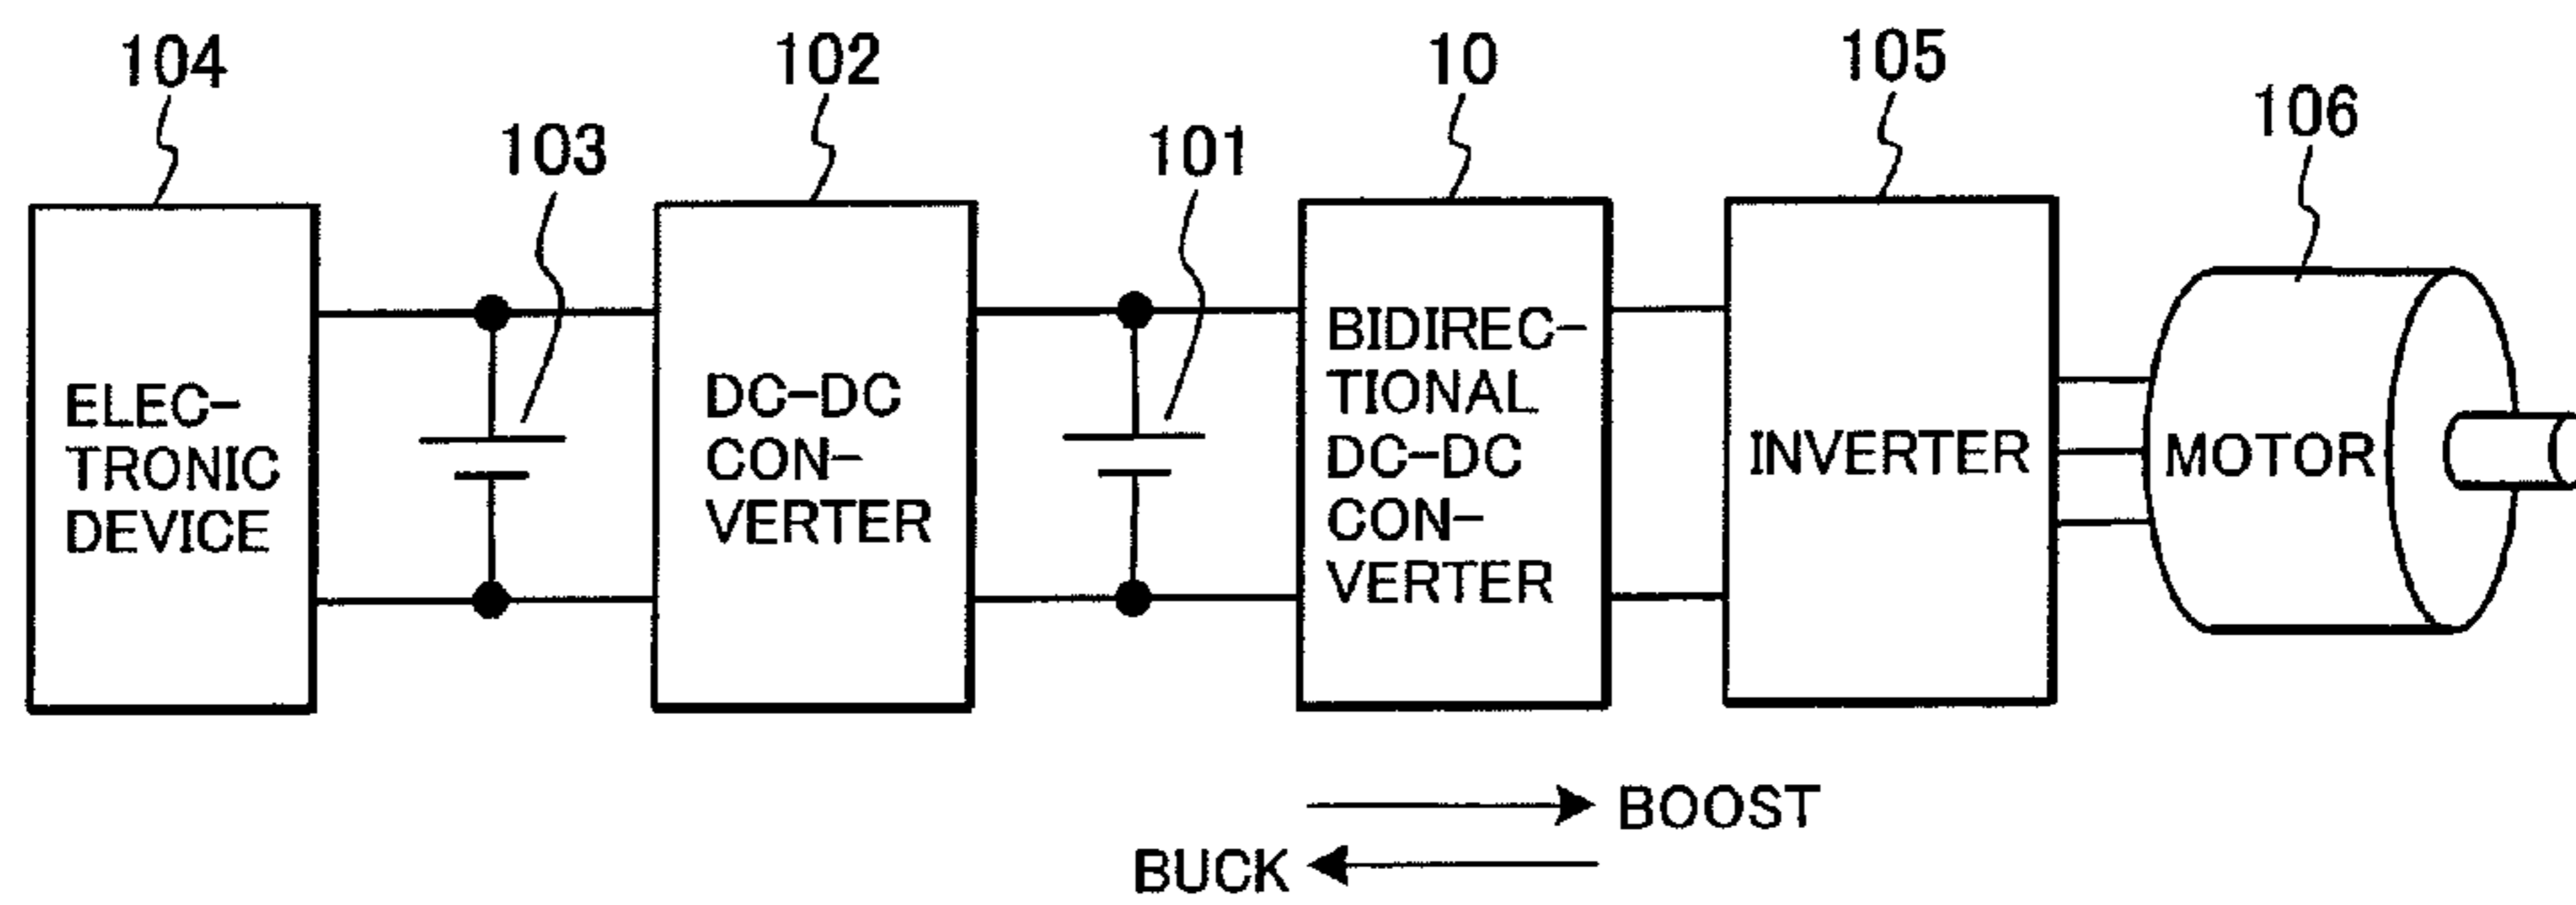 104
103
102
101
10
105
106
ELEC-
TRONIC
DEVICE
DC-DC
CON-
VERTER
BIDIREC-
TIONAL
DC-DC
CON-
VERTER
INVERTER
MOTOR
BOOST
BUCK